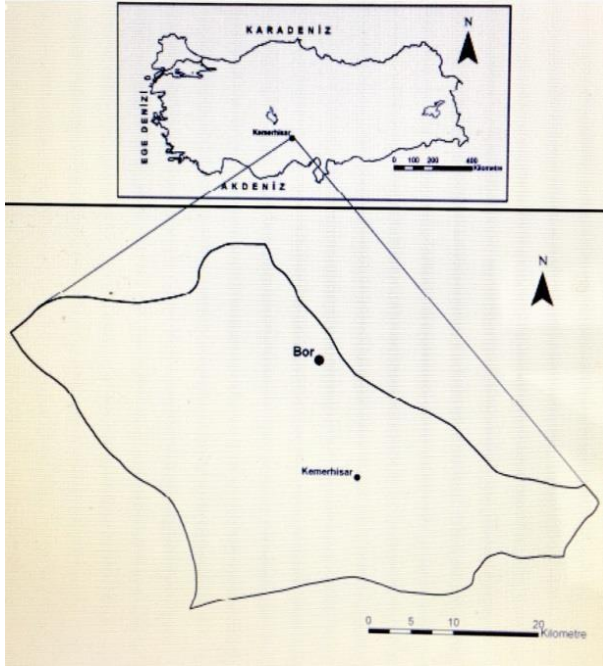 KARADENİZ
N
EGE DENİZİ
Kemerhisar
0 100 200 400
Kilometre
AKDENİZ
N
Bor
Kemerhisar
0 5 10 20
Kilometre